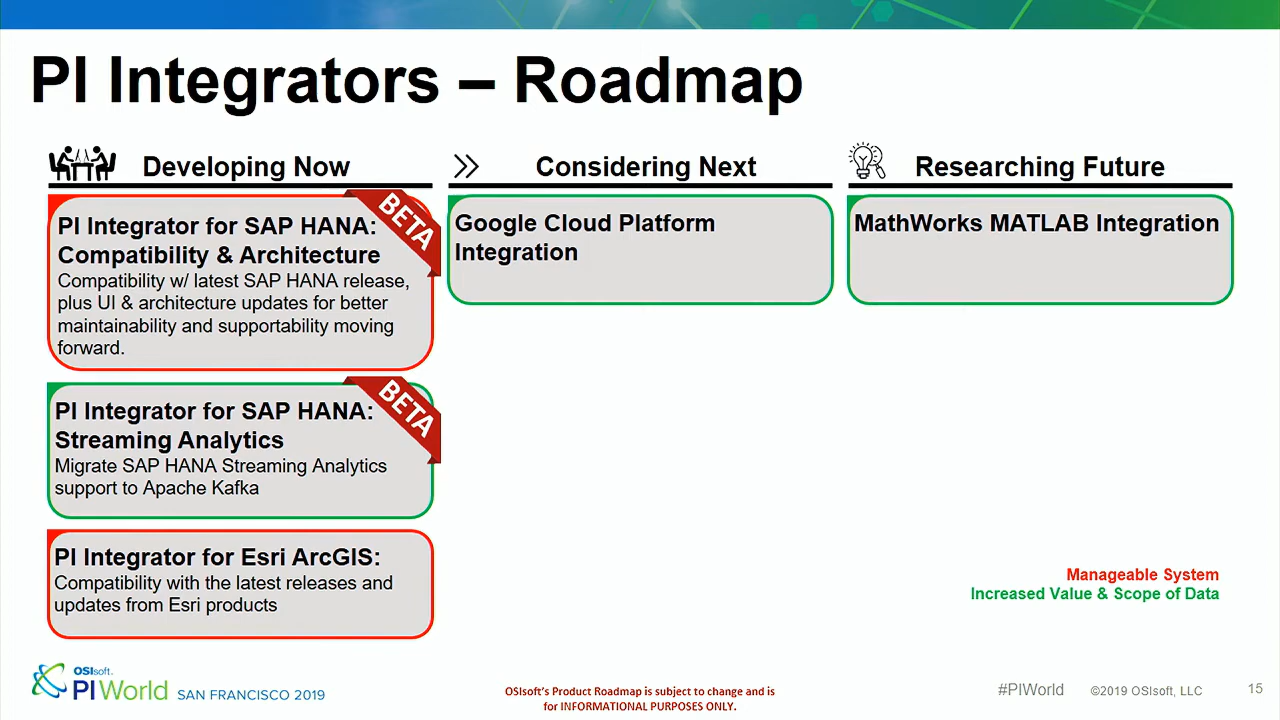 PI Integrators – Roadmap
Developing Now
Considering Next
Researching Future
PI Integrator for SAP HANA:
Compatibility & Architecture
Compatibility w/ latest SAP HANA release,
plus UI & architecture updates for better
maintainability and supportability moving
forward.
BETA
Google Cloud Platform
Integration
MathWorks MATLAB Integration
PI Integrator for SAP HANA:
Streaming Analytics
Migrate SAP HANA Streaming Analytics
support to Apache Kafka
BETA
PI Integrator for Esri ArcGIS:
Compatibility with the latest releases and
updates from Esri products
Manageable System
Increased Value & Scope of Data
OSIsoft.
PI World SAN FRANCISCO 2019
OSIsoft's Product Roadmap is subject to change and is
for INFORMATIONAL PURPOSES ONLY.
#PIWorld ©2019 OSIsoft, LLC 15